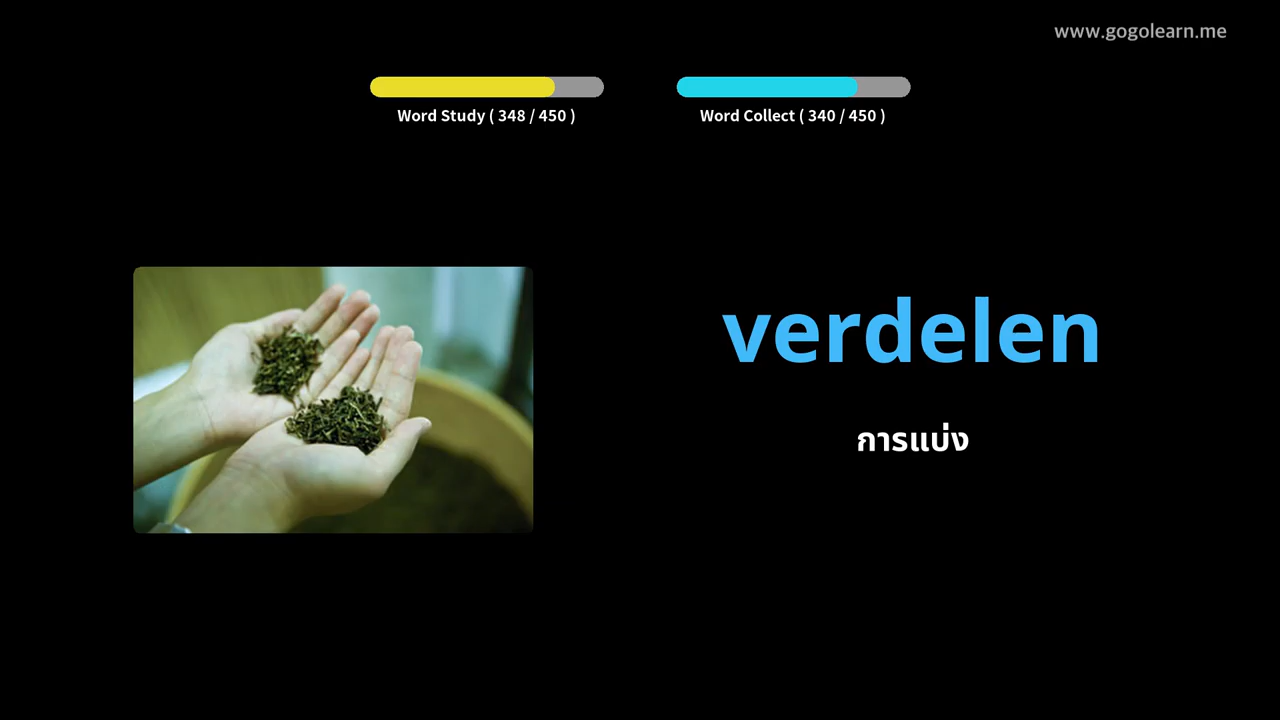 www.gogolearn.me
Word Study ( 348 / 450 )
Word Collect ( 340 / 450 )
verdelen
การแบ่ง